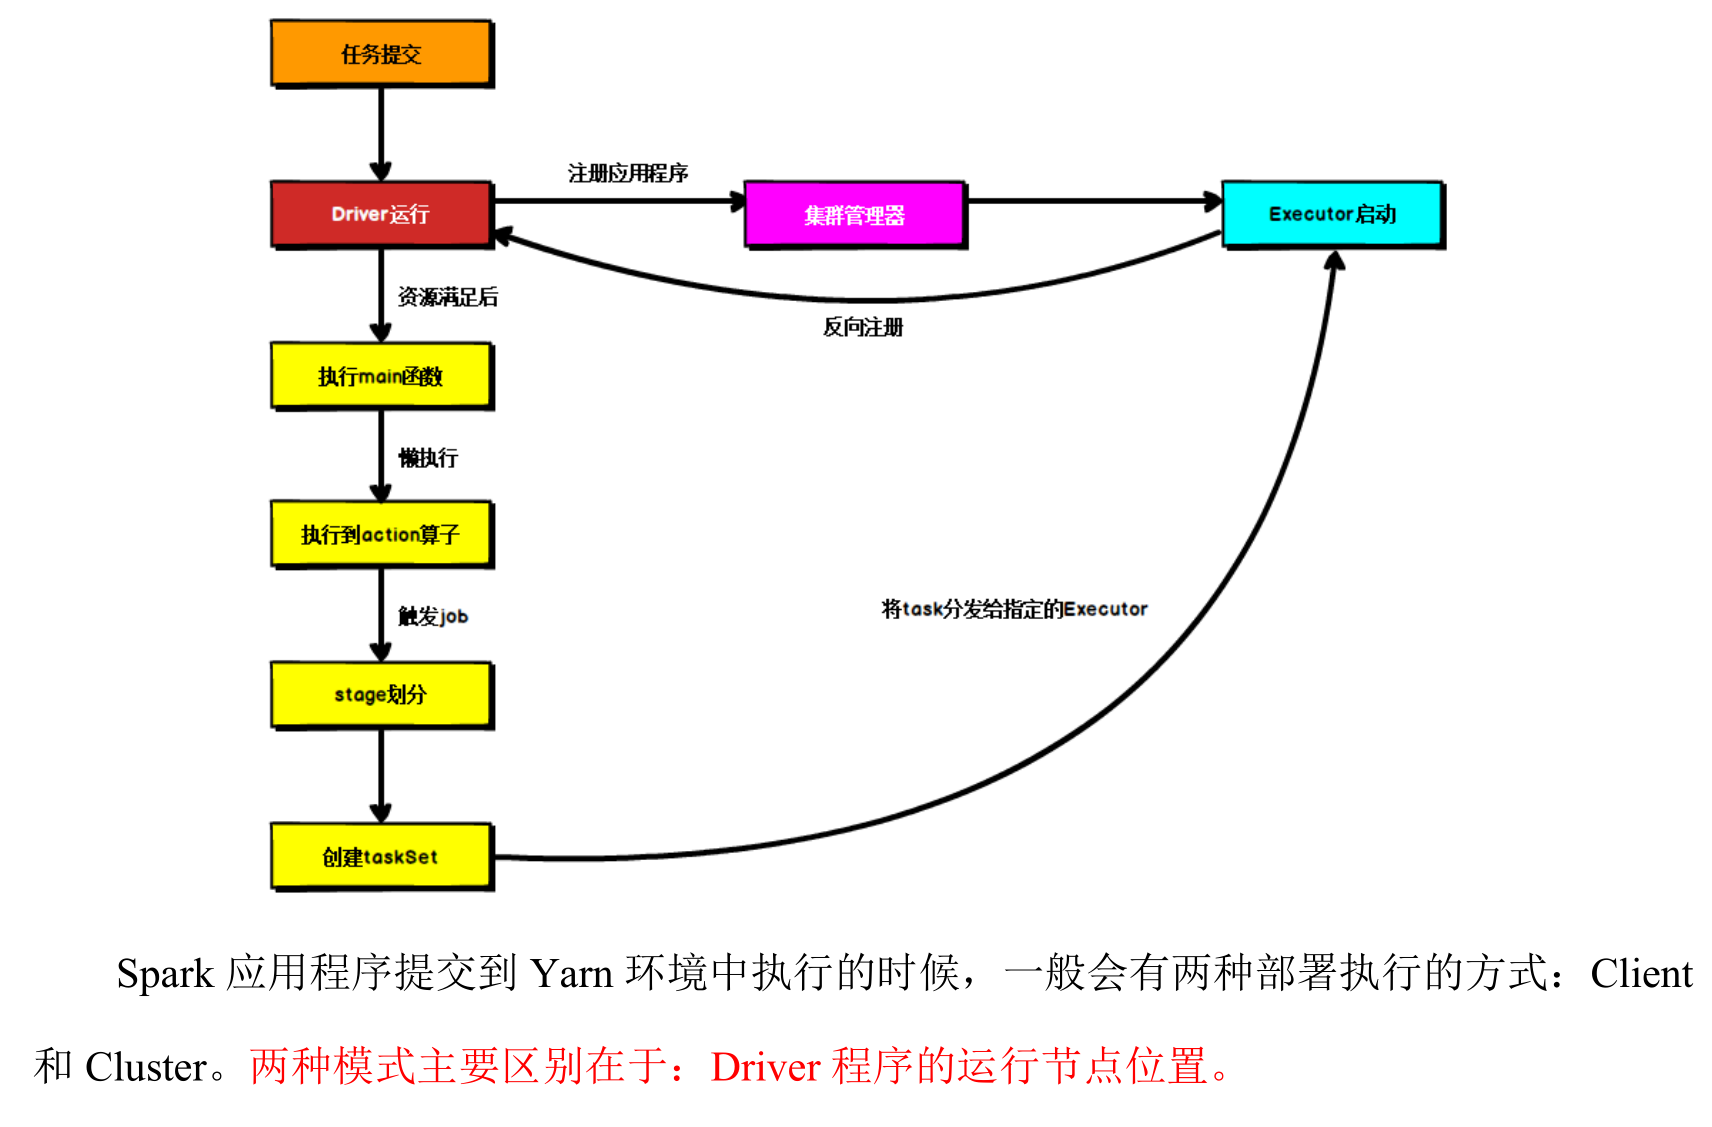 任务提交
注册应用程序
Driver运行
集群管理器
Executor启动
资源满足后
反向注册
执行main函数
懒执行
执行到action算子
将task分发给指定的Executor
触发job
stage划分
创建taskSet
Spark 应用程序提交到 Yarn 环境中执行的时候，一般会有两种部署执行的方式：Client
和 Cluster。两种模式主要区别在于：Driver 程序的运行节点位置。